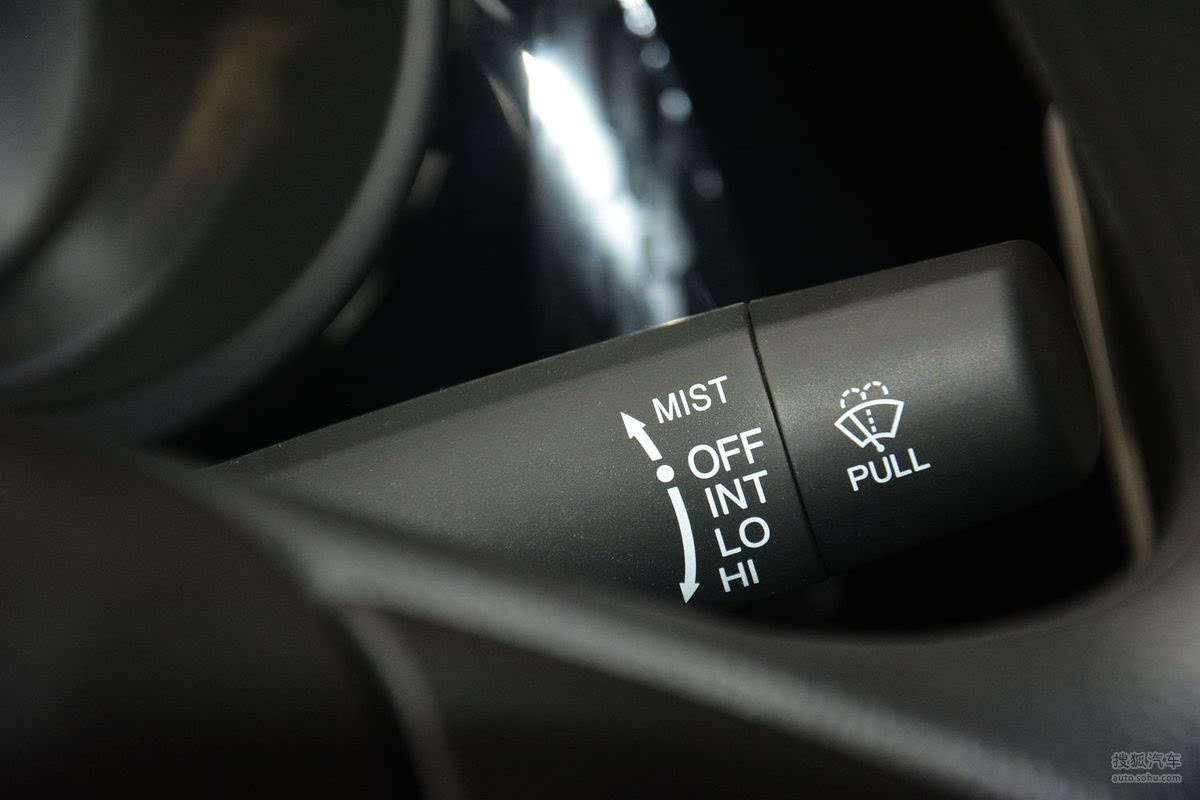 MIST
OFF
INT
LO
HI
PULL
搜狐汽车
auto.sohu.com